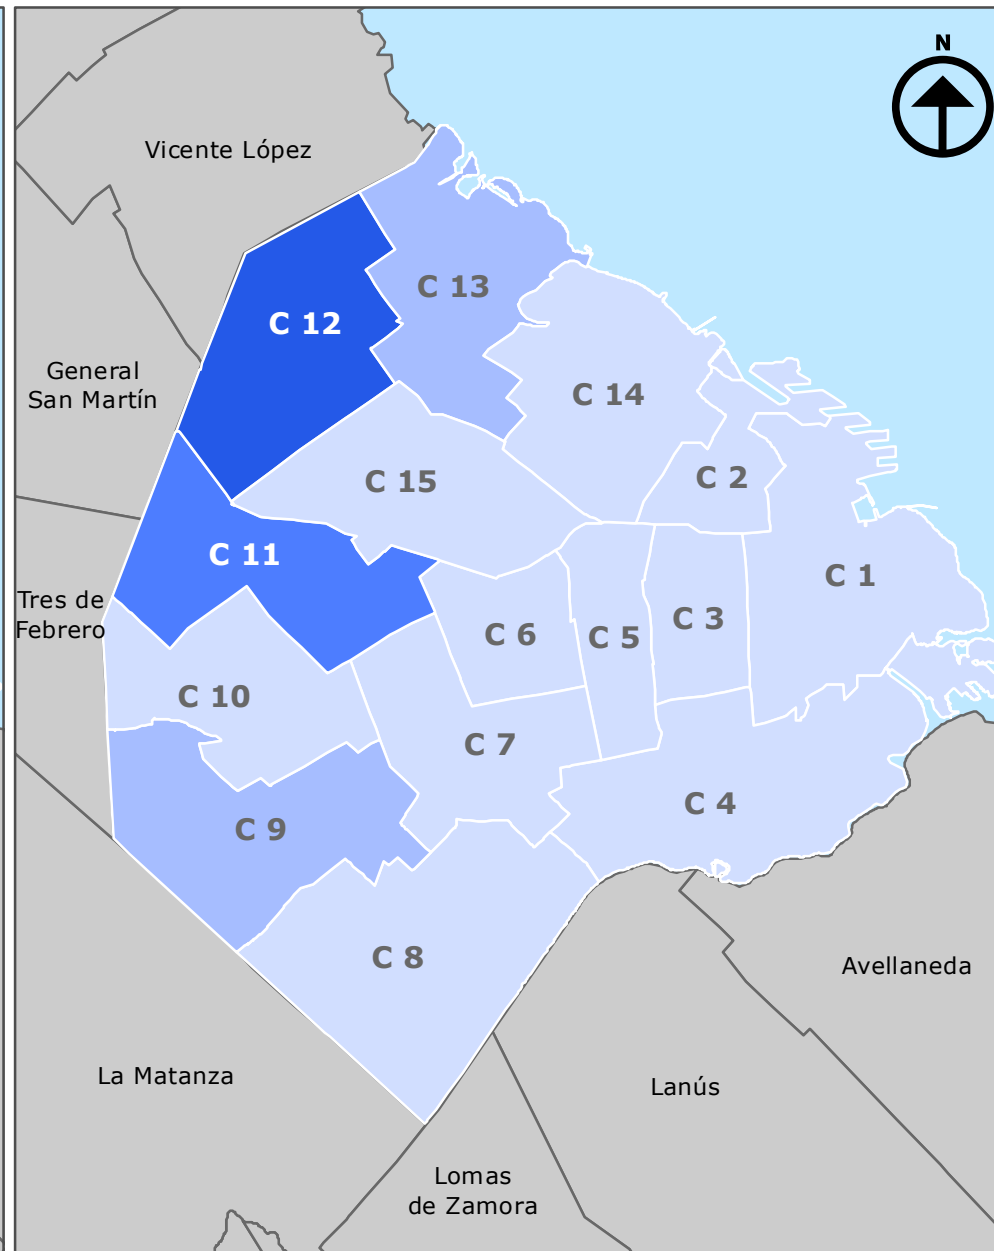 N
Vicente López
C 13
C 12
General
San Martín
C 14
C 15
C 2
C 11
C 1
Tres de
Febrero
C 6
C 5
C 3
C 10
C 7
C 4
C 9
C 8
Avellaneda
La Matanza
Lanús
Lomas
de Zamora